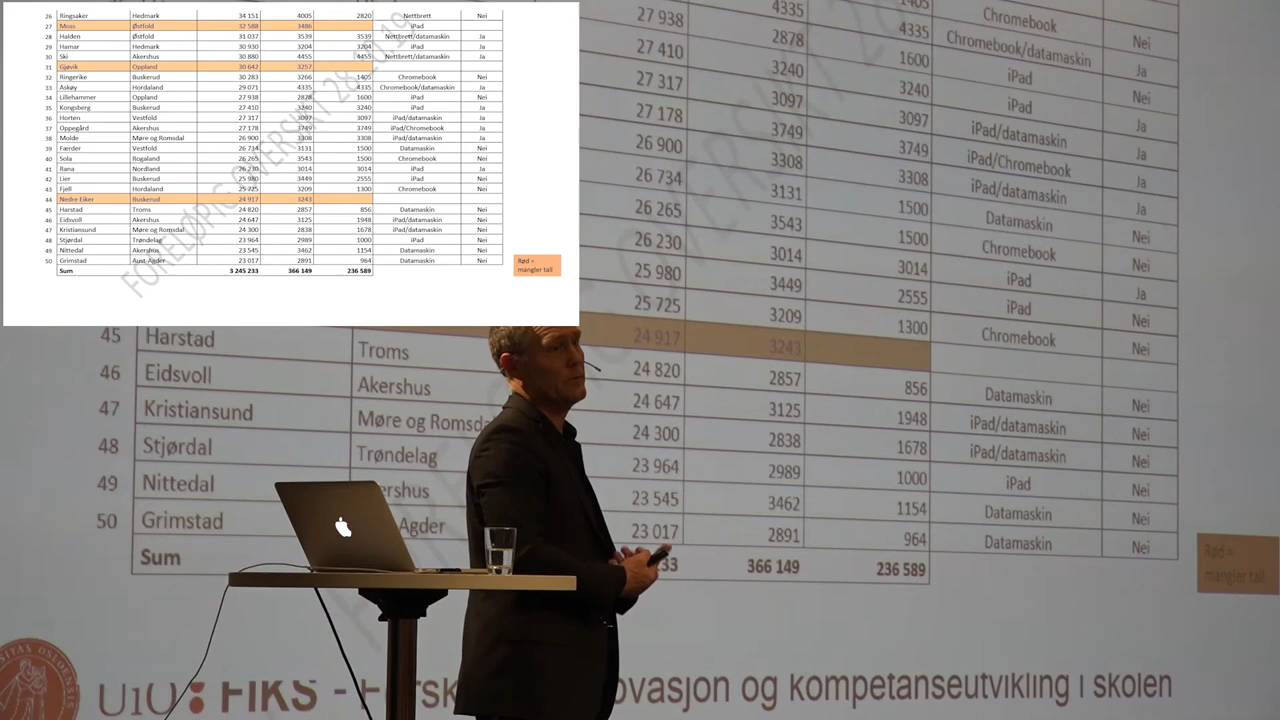 26 Ringsaker Hedmark 34 151 4005 2820 Nettbrett Nei
27 Moss Østfold 32 588 3486 iPad
28 Halden Østfold 31 037 3539 3539 Nettbrett/datamaskin Ja
29 Hamar Hedmark 30 930 3204 3204 iPad Ja
30 Ski Akershus 30 880 4455 4455 Nettbrett/datamaskin Ja
31 Gjøvik Oppland 30 642 3257
32 Ringerike Buskerud 30 283 3266 1405 Chromebook Nei
33 Askøy Hordaland 29 071 4335 4335 Chromebook/datamaskin Ja
34 Lillehammer Oppland 27 938 2878 1600 iPad Nei
35 Kongsberg Buskerud 27 410 3240 3240 iPad Ja
36 Horten Vestfold 27 317 3097 3097 iPad/datamaskin Ja
37 Oppegård Akershus 27 178 3749 3749 iPad/Chromebook Ja
38 Molde Møre og Romsdal 26 900 3308 3308 iPad/datamaskin Ja
39 Færder Vestfold 26 734 3131 1500 Datamaskin Nei
40 Sola Rogaland 26 265 3543 1500 Chromebook Nei
41 Rana Nordland 26 230 3014 3014 iPad Ja
42 Lier Buskerud 25 980 3449 2555 iPad Nei
43 Fjell Hordaland 25 725 3209 1300 Chromebook Nei
44 Nedre Eiker Buskerud 24 917 3243
45 Harstad Troms 24 820 2857 856 Datamaskin Nei
46 Eidsvoll Akershus 24 647 3125 1948 iPad/datamaskin Nei
47 Kristiansund Møre og Romsdal 24 300 2838 1678 iPad/datamaskin Nei
48 Stjørdal Trøndelag 23 964 2989 1000 iPad Nei
49 Nittedal Akershus 23 545 3462 1154 Datamaskin Nei
50 Grimstad Aust-Agder 23 017 2891 964 Datamaskin Nei
Sum 3 245 233 366 149 236 589
Rød =
mangler tall
FORELØPIG OVERSIKT 28
2019
4335 1405 Chromebook
27 938 2878 4335 Chromebook/datamaskin Nei
27 410 3240 1600 iPad Ja
27 317 3097 3240 iPad Nei
27 178 3749 3097 iPad/datamaskin Ja
26 900 3308 3749 iPad/Chromebook Ja
26 734 3131 3308 iPad/datamaskin Ja
26 265 3543 1500 Datamaskin Ja
26 230 3014 1500 Chromebook Nei
25 980 3449 3014 iPad Nei
25 725 3209 2555 iPad Ja
24 917 3243 1300 Chromebook Nei
Nei
45 Harstad Troms 24 820 2857 856 Datamaskin Nei
46 Eidsvoll Akershus 24 647 3125 1948 iPad/datamaskin Nei
47 Kristiansund Møre og Romsdal 24 300 2838 1678 iPad/datamaskin Nei
48 Stjørdal Trøndelag 23 964 2989 1000 iPad Nei
49 Nittedal ershus 23 545 3462 1154 Datamaskin Nei
50 Grimstad Agder 23 017 2891 964 Datamaskin Nei
Sum 33 366 149 236 589
Rød =
mangler tall
UiO FIKS - Forsk ovasjon og kompetanseutvikling i skolen